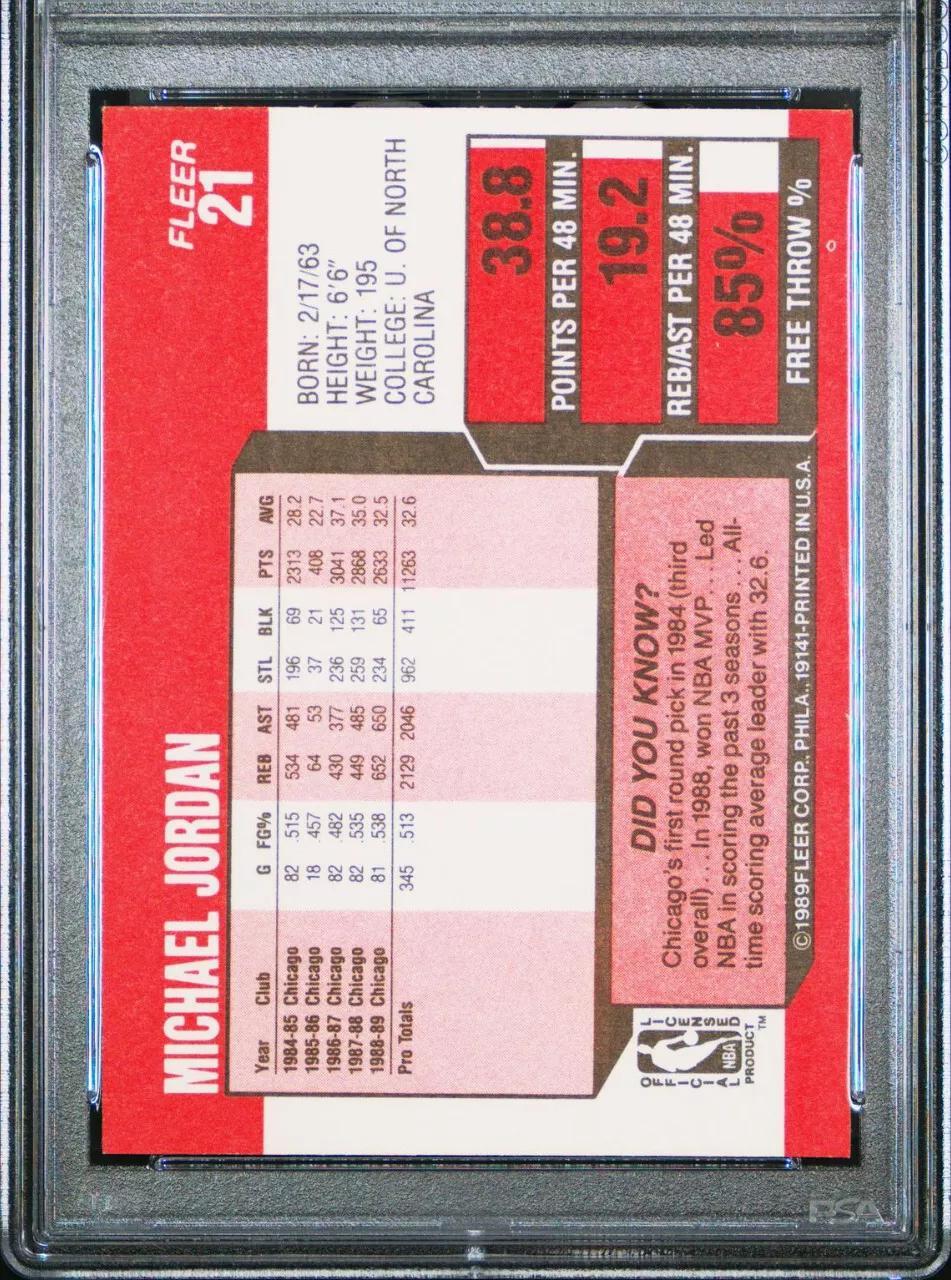 FLEER
21
MICHAEL JORDAN
BORN: 2/17/63
HEIGHT: 6'6"
WEIGHT: 195
COLLEGE: U. OF NORTH
CAROLINA
Year Club G FG% REB AST STL BLK PTS AVG
1984-85 Chicago 82 .515 534 481 196 69 2313 28.2
1985-86 Chicago 18 .457 64 53 37 21 408 22.7
1986-87 Chicago 82 .482 430 377 236 125 3041 37.1
1987-88 Chicago 82 .535 449 485 259 131 2868 35.0
1988-89 Chicago 81 .538 652 650 234 65 2633 32.5
Pro Totals 345 .513 2129 2046 962 411 11263 32.6
38.8
POINTS PER 48 MIN.
19.2
REB/AST PER 48 MIN.
85%
FREE THROW %
DID YOU KNOW?
Chicago's first round pick in 1984 (third
overall) . . . In 1988, won NBA MVP . . . Led
NBA in scoring the past 3 seasons . . . All-
time scoring average leader with 32.6.
OFFICIAL LICENSED
NBA
PRODUCT™
©1989 FLEER CORP., PHILA., 19141-PRINTED IN U.S.A.
PSA